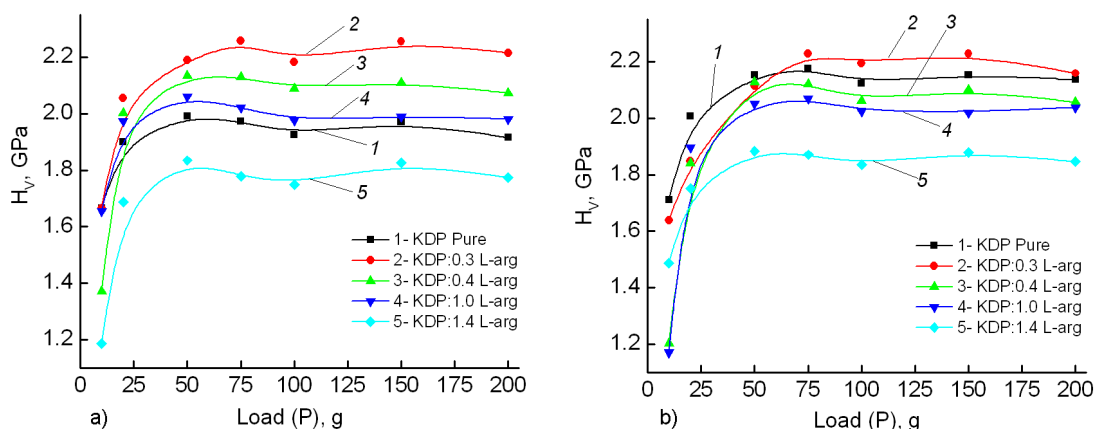 2.2
2.0
1.8
1.6
1.4
1.2
H_V, GPa
2
3
4
1
5
1- KDP Pure
2- KDP:0.3 L-arg
3- KDP:0.4 L-arg
4- KDP:1.0 L-arg
5- KDP:1.4 L-arg
0 25 50 75 100 125 150 175 200
a) Load (P), g
2.2
2.0
1.8
1.6
1.4
1.2
H_V, GPa
1
2
3
4
5
1- KDP Pure
2- KDP:0.3 L-arg
3- KDP:0.4 L-arg
4- KDP:1.0 L-arg
5- KDP:1.4 L-arg
0 25 50 75 100 125 150 175 200
b) Load (P), g